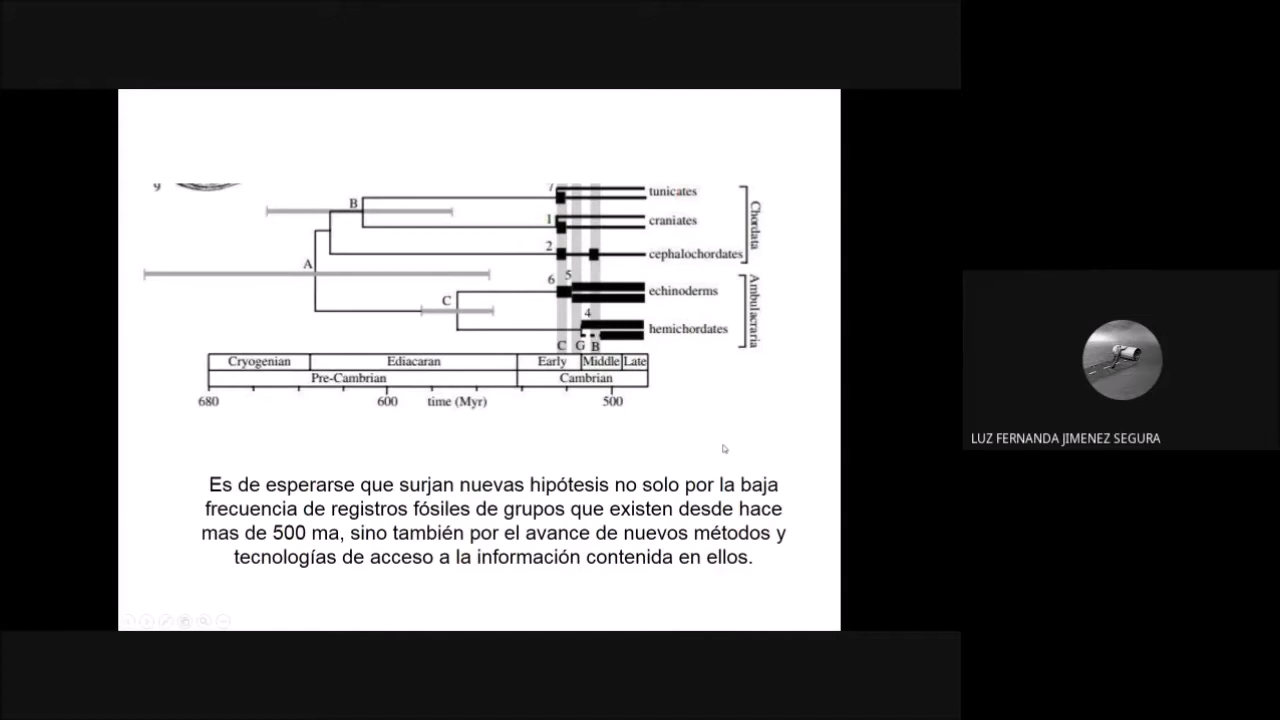 9
7
tunicates
B
1
craniates
Chordata
2
cephalochordates
A
6 5
echinoderms
C
4
hemichordates
Ambulacraria
C G B
Cryogenian Ediacaran Early Middle Late
Pre-Cambrian Cambrian
680 600 time (Myr) 500
Es de esperarse que surjan nuevas hipótesis no solo por la baja
frecuencia de registros fósiles de grupos que existen desde hace
mas de 500 ma, sino también por el avance de nuevos métodos y
tecnologías de acceso a la información contenida en ellos.
LUZ FERNANDA JIMENEZ SEGURA